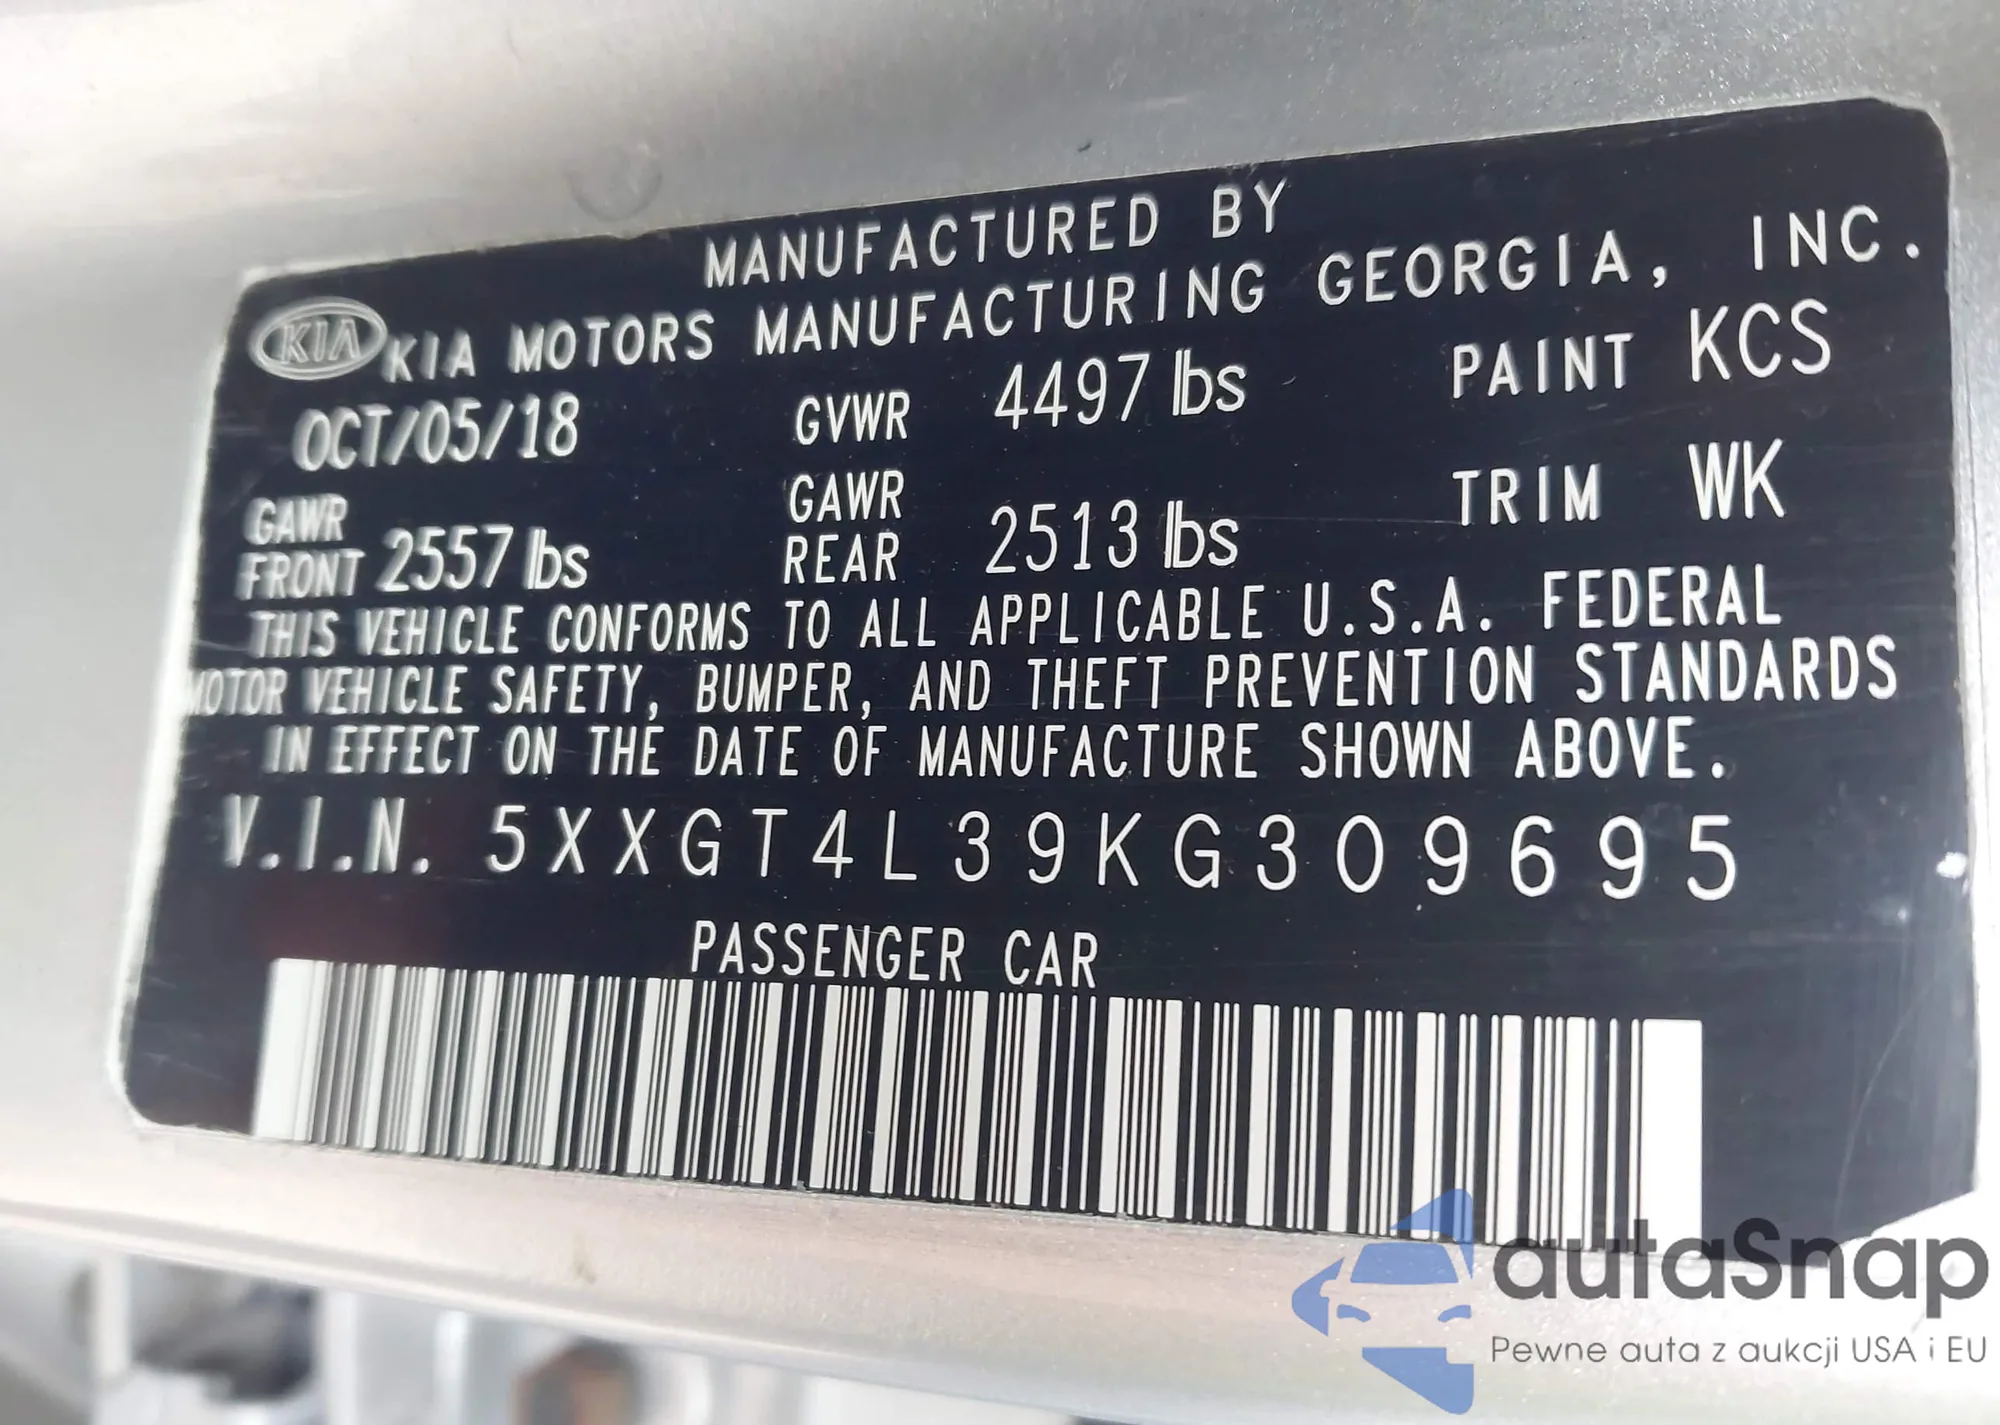 MANUFACTURED BY
KIA KIA MOTORS MANUFACTURING GEORGIA, INC.
OCT/05/18 GVWR 4497 lbs PAINT KCS
GAWR FRONT 2557 lbs GAWR REAR 2513 lbs TRIM WK
THIS VEHICLE CONFORMS TO ALL APPLICABLE U.S.A. FEDERAL
MOTOR VEHICLE SAFETY, BUMPER, AND THEFT PREVENTION STANDARDS
IN EFFECT ON THE DATE OF MANUFACTURE SHOWN ABOVE.
V.I.N. 5XXGT4L39KG309695
PASSENGER CAR
autaSnap
Pewne auta z aukcji USA i EU